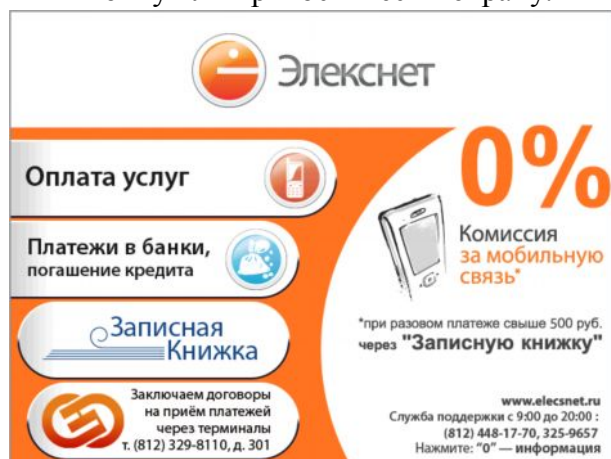 Элекснет
Оплата услуг
Платежи в банки,
погашение кредита
Записная
Книжка
Заключаем договоры
на приём платежей
через терминалы
т. (812) 329-8110, д. 301
0%
Комиссия
за мобильную
связь*
*при разовом платеже свыше 500 руб.
через "Записную книжку"
www.elecsnet.ru
Служба поддержки с 9:00 до 20:00 :
(812) 448-17-70, 325-9657
Нажмите: "0" — информация